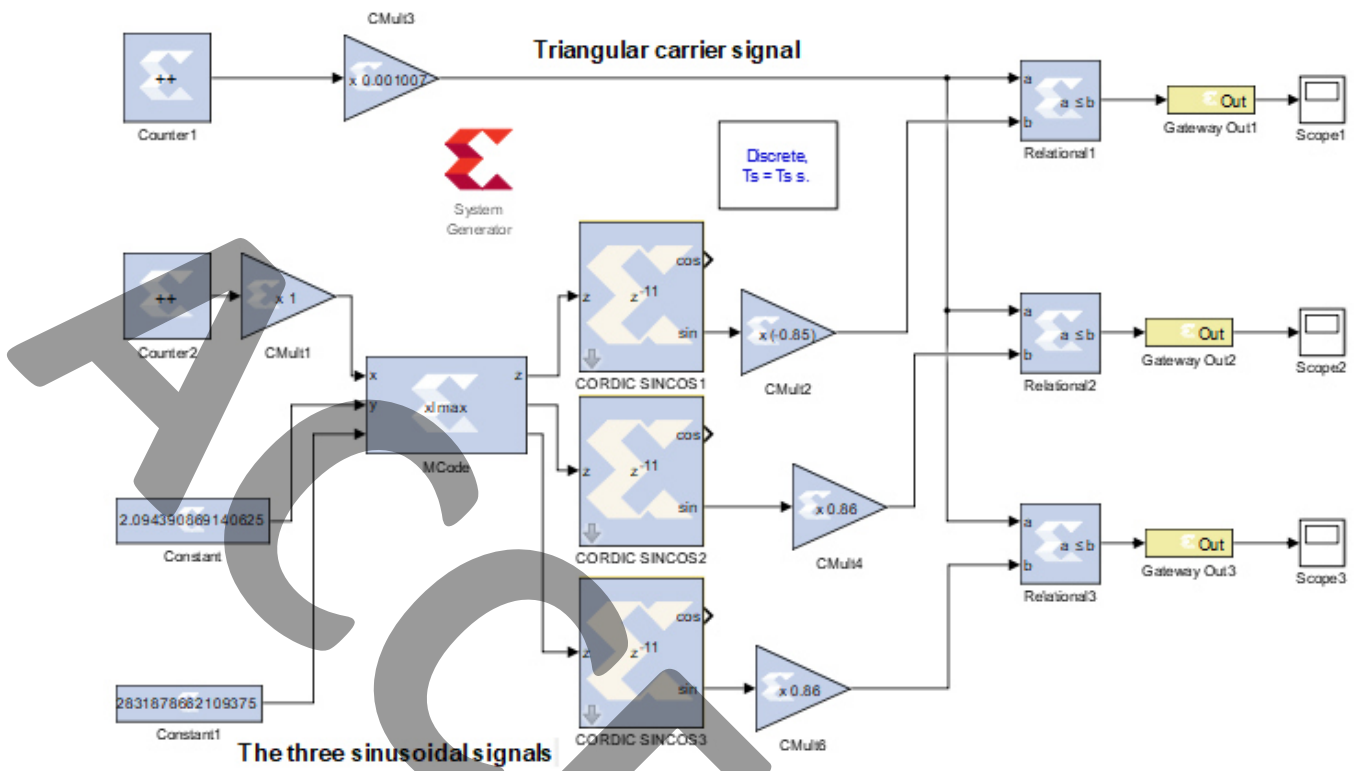 CMult3
Triangular carrier signal
++
x 0.001007
a
a ≤ b
b
Out
Counter1
Gateway Out1
Scope1
Relational1
Discrete,
Ts = Ts s.
System
Generator
cos
++
x 1
z
z-11
sin
x (-0.85)
a
a ≤ b
b
Out
Counter2
CMult1
Gateway Out2
Scope2
x
z
CORDIC SINCOS1
CMult2
Relational2
y
xlmax
cos
MCode
z
z-11
sin
x 0.86
2.094390869140625
a
a ≤ b
b
Out
Constant
CORDIC SINCOS2
CMult4
Gateway Out3
Scope3
Relational3
cos
z
z-11
sin
x 0.86
2831878662109375
Constant1
CORDIC SINCOS3
CMult6
The three sinusoidal signals